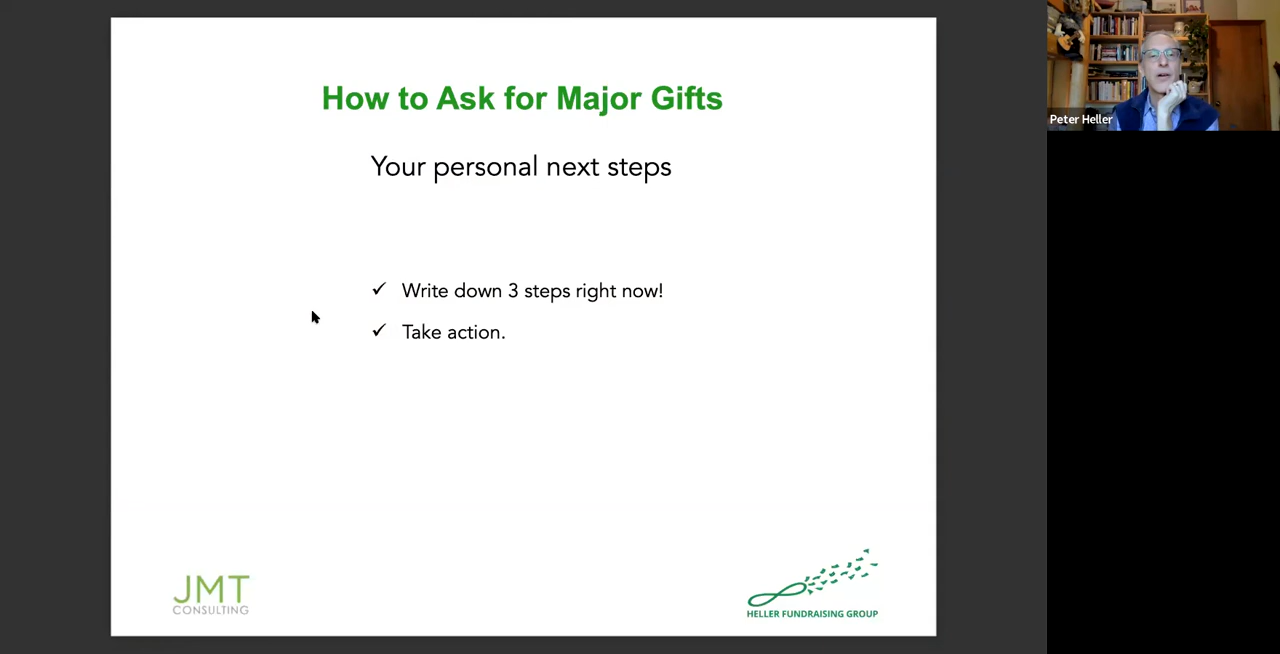 How to Ask for Major Gifts
Your personal next steps
✓ Write down 3 steps right now!
✓ Take action.
JMT
CONSULTING
HELLER FUNDRAISING GROUP
Peter Heller